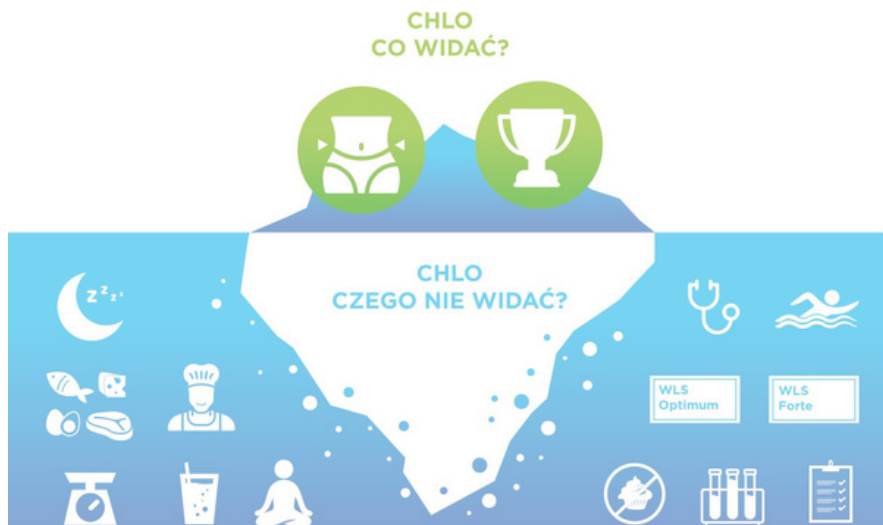 CHLO
CO WIDAĆ?
CHLO
CZEGO NIE WIDAĆ?
z z z z
WLS
Optimum
WLS
Forte